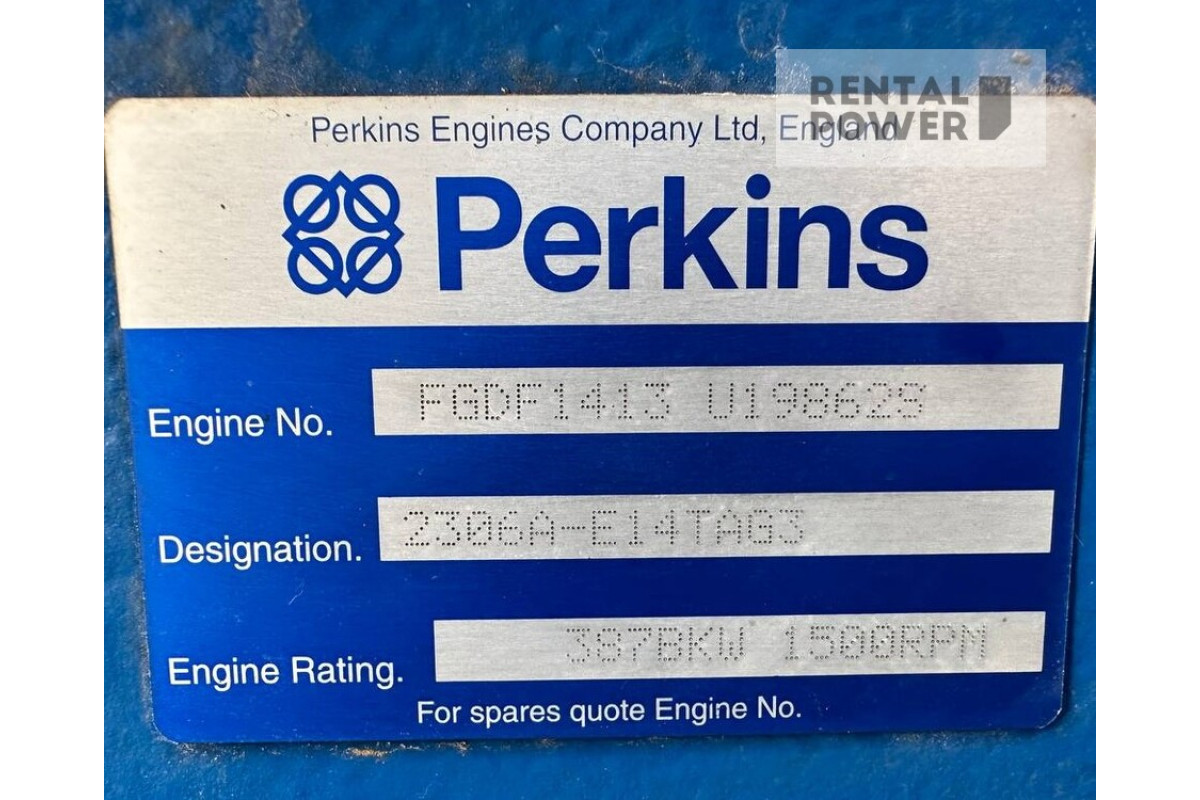 RENTAL
POWER
Perkins Engines Company Ltd, England
Perkins
Engine No. FGDF1413 U19862S
Designation. 2306A-E14TAG3
Engine Rating. 387BKW 1500RPM
For spares quote Engine No.